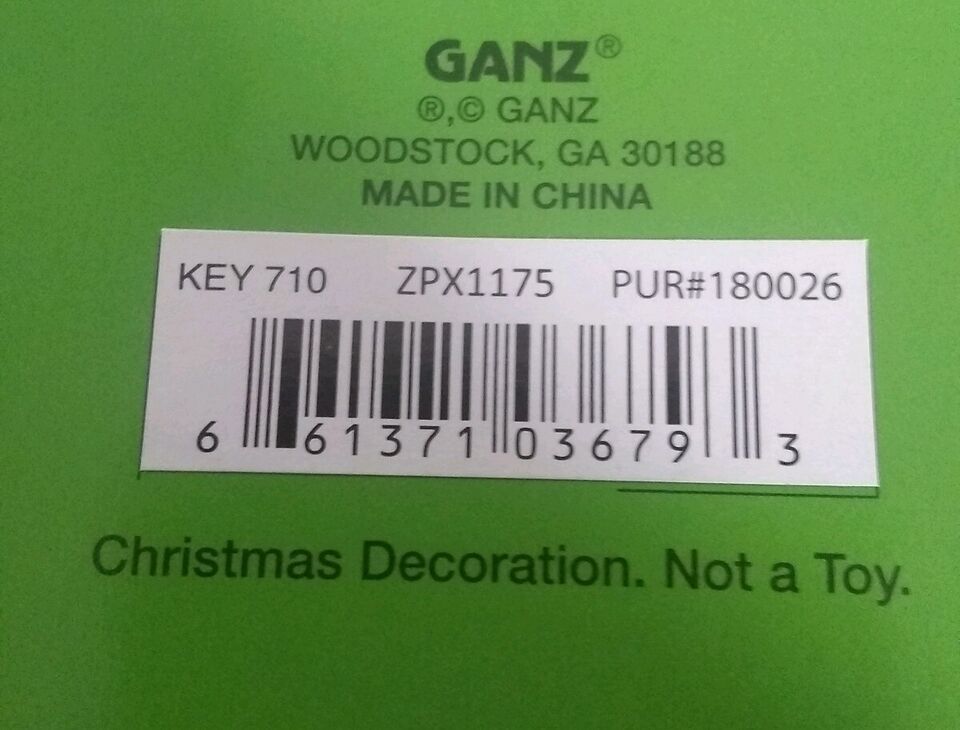 GANZ®
®,© GANZ
WOODSTOCK, GA 30188
MADE IN CHINA
KEY 710 ZPX1175 PUR#180026
6 61371 03679 3
Christmas Decoration. Not a Toy.